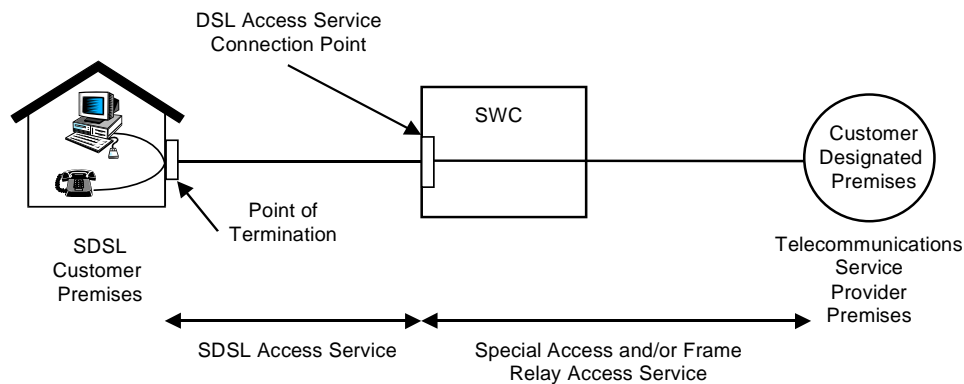 DSL Access Service
Connection Point
SWC
Customer
Designated
Premises
Point of
Termination
SDSL
Customer
Premises
Telecommunications
Service
Provider
Premises
SDSL Access Service
Special Access and/or Frame
Relay Access Service